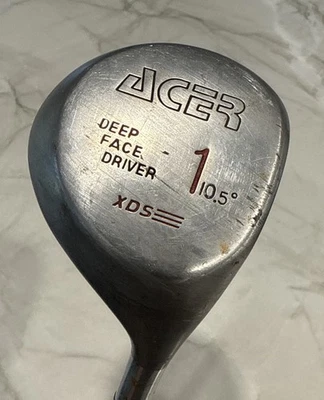 ACER
DEEP
FACE
DRIVER
1 10.5°
XDS